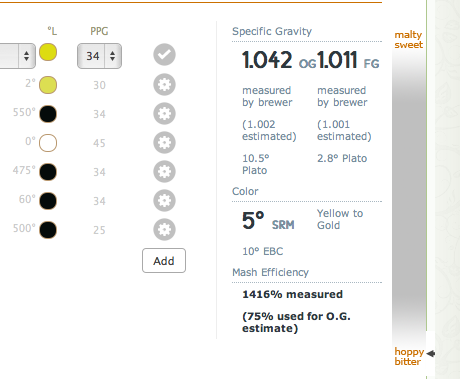 °L PPG
34
2° 30
550° 34
0° 45
475° 34
60° 34
500° 25
Add
Specific Gravity
1.042 OG 1.011 FG
measured measured
by brewer by brewer
(1.002 (1.001
estimated) estimated)
10.5° 2.8° Plato
Plato
Color
5° SRM Yellow to
Gold
10° EBC
Mash Efficiency
1416% measured
(75% used for O.G.
estimate)
malty
sweet
hoppy
bitter